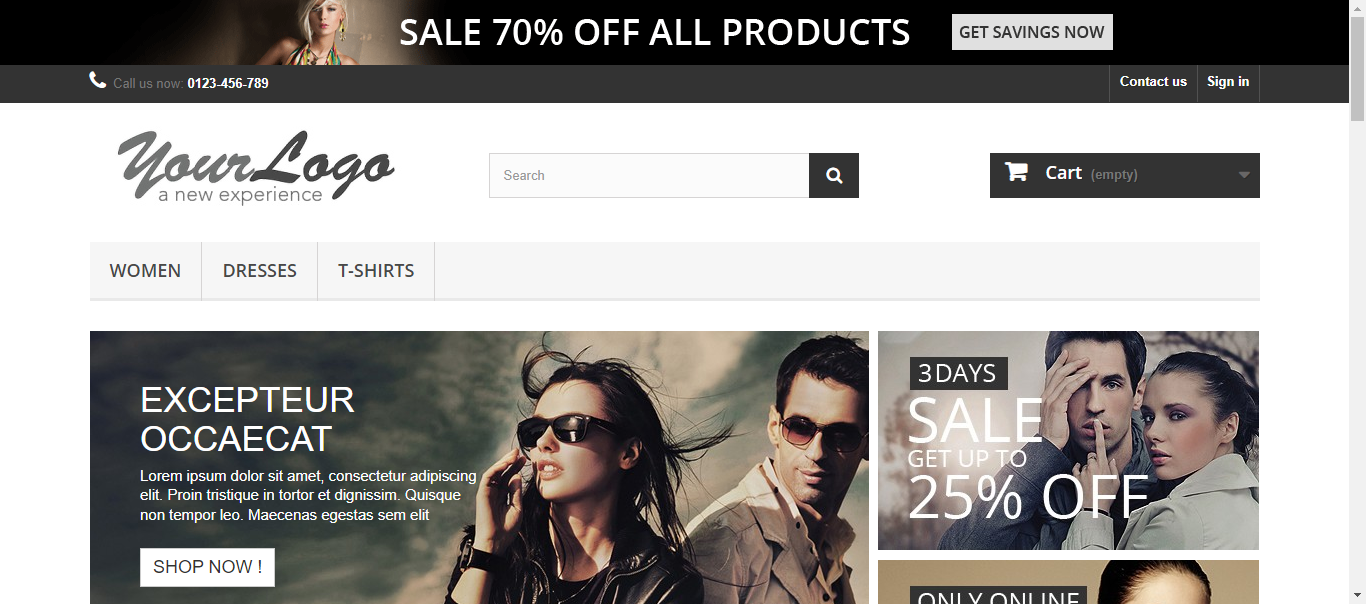 SALE 70% OFF ALL PRODUCTS GET SAVINGS NOW
Call us now: 0123-456-789 Contact us Sign in
YourLogo
a new experience
Search
Cart (empty)
WOMEN DRESSES T-SHIRTS
EXCEPTEUR
OCCAECAT
Lorem ipsum dolor sit amet, consectetur adipiscing
elit. Proin tristique in tortor et dignissim. Quisque
non tempor leo. Maecenas egestas sem elit
SHOP NOW !
3 DAYS
SALE
GET UP TO
25% OFF
ONLY ONLINE